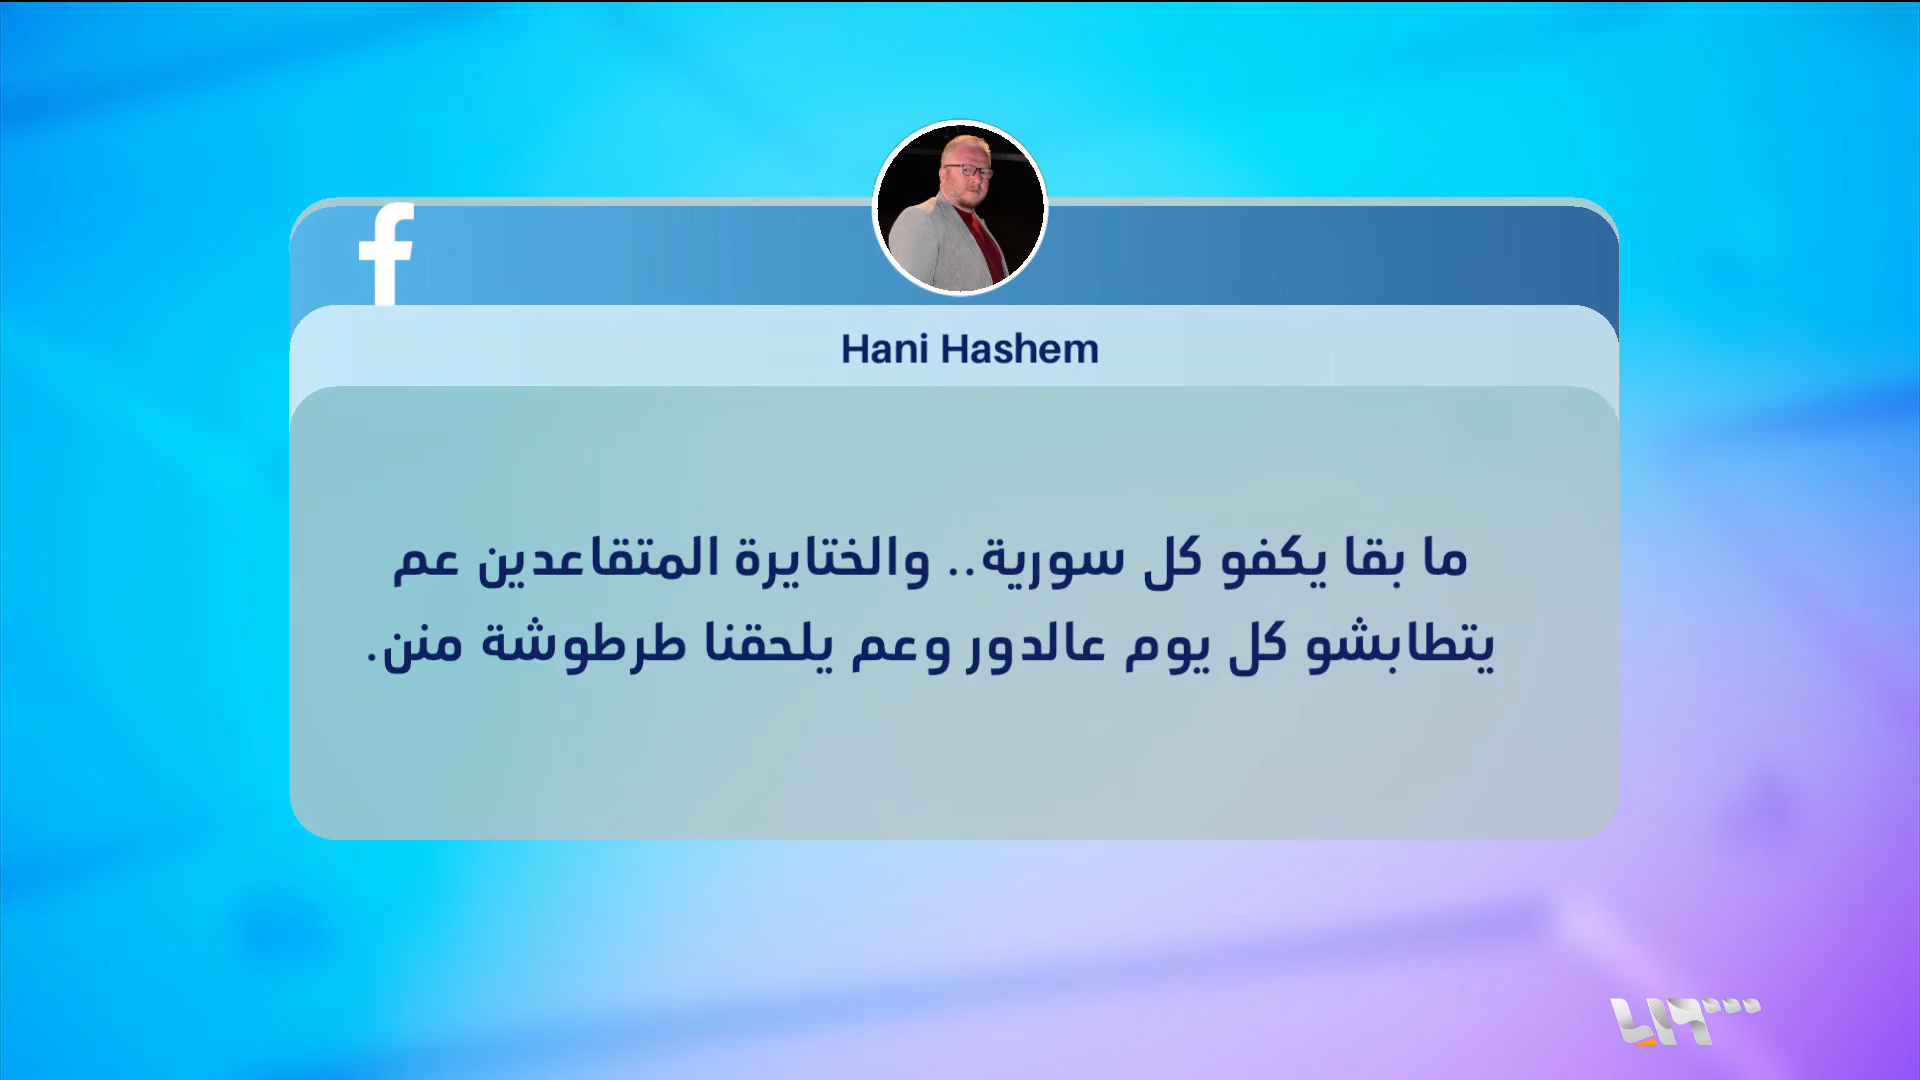 Hani Hashem
ما بقا يكفو كل سورية.. والختايرة المتقاعدين عم
يتطابشو كل يوم عالدور وعم يلحقنا طرطوشة منن.